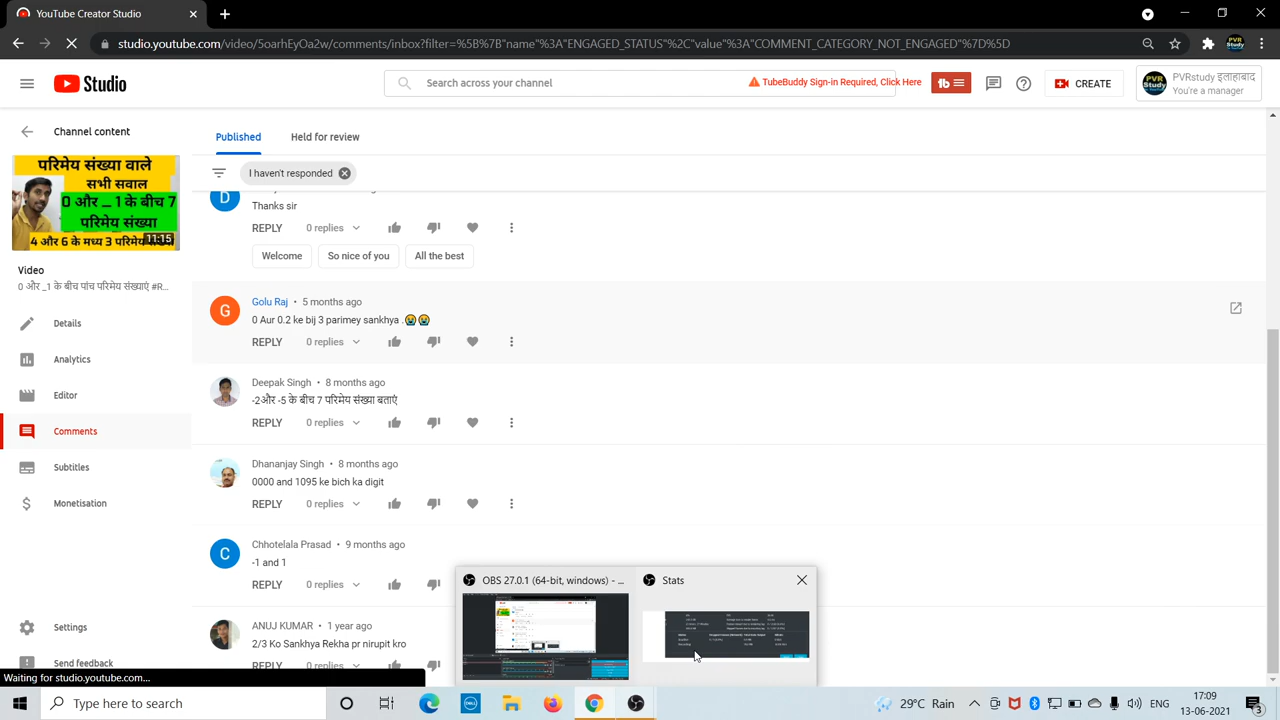 YouTube Creator Studio
studio.youtube.com/video/5oarhEyOa2w/comments/inbox?filter=%5B%7B"name"%3A"ENGAGED_STATUS"%2C"value"%3A"COMMENT_CATEGORY_NOT_ENGAGED"%7D%5D
Studio
Search across your channel
TubeBuddy Sign-in Required, Click Here
tb
CREATE
PVR Study
PVRstudy इलाहाबाद
You're a manager
Channel content
Published
Held for review
परिमेय संख्या वाले
सभी सवाल
0 और _ 1 के बीच 7
परिमेय संख्या
4 और 6 के मध्य 3 परिमेय
11:15
Video
0 और _1 के बीच पांच परिमेय संख्याएं #R...
Details
Analytics
Editor
Comments
Subtitles
Monetisation
Settings
Send feedback
I haven't responded
D
Thanks sir
REPLY 0 replies
Welcome
So nice of you
All the best
G
Golu Raj • 5 months ago
0 Aur 0.2 ke bij 3 parimey sankhya .😭😭
REPLY 0 replies
Deepak Singh • 8 months ago
-2और -5 के बीच 7 परिमेय संख्या बताएं
REPLY 0 replies
Dhananjay Singh • 8 months ago
0000 and 1095 ke bich ka digit
REPLY 0 replies
C
Chhotelala Prasad • 9 months ago
-1 and 1
REPLY 0 replies
ANUJ KUMAR • 1 year ago
2/3 Ko Sankhya Rekha pr nirupit kro
REPLY 0 replies
OBS 27.0.1 (64-bit, windows) - ...
Stats
Waiting for studio.youtube.com...
Type here to search
DELL
29°C Rain
ENG
17:09
13-06-2021
3